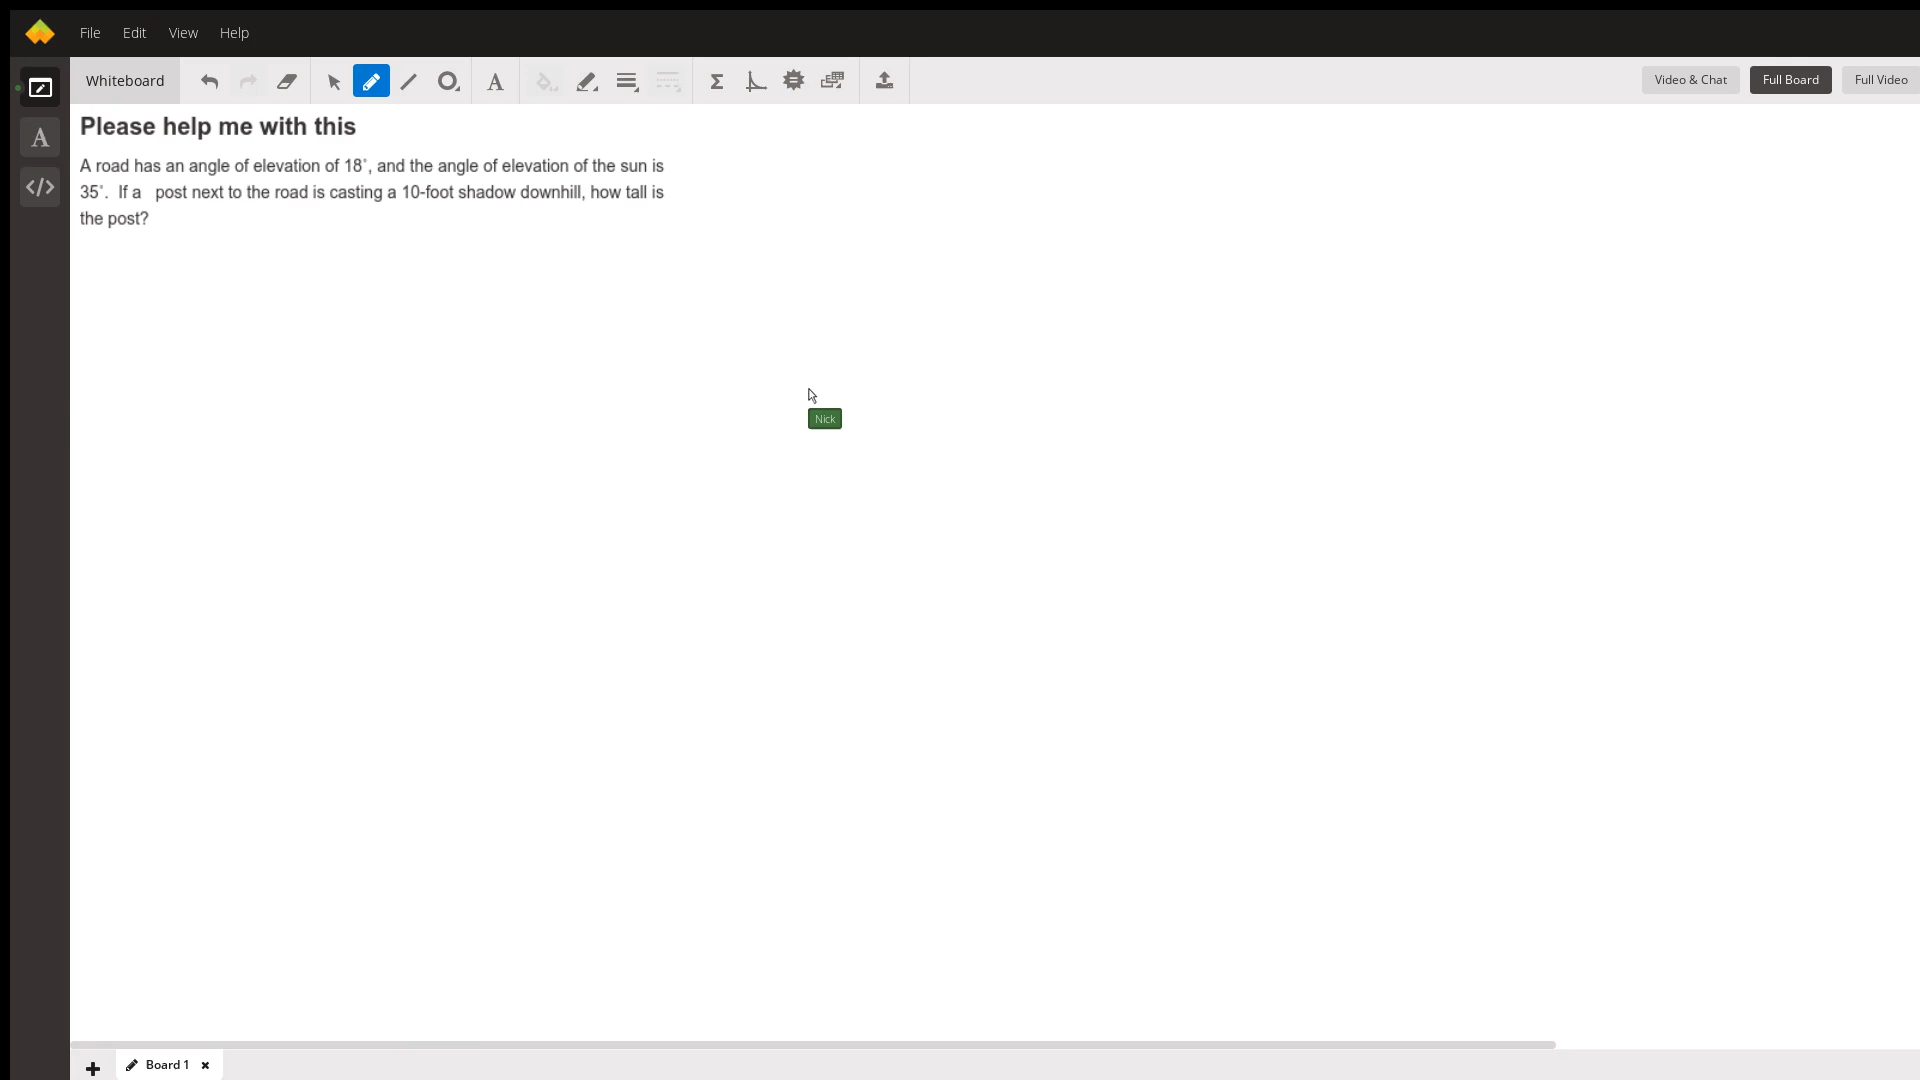 File Edit View Help
Whiteboard A Σ Video & Chat Full Board Full Video
A
</>
Please help me with this
A road has an angle of elevation of 18˚, and the angle of elevation of the sun is
35˚. If a post next to the road is casting a 10-foot shadow downhill, how tall is
the post?
Nick
Board 1